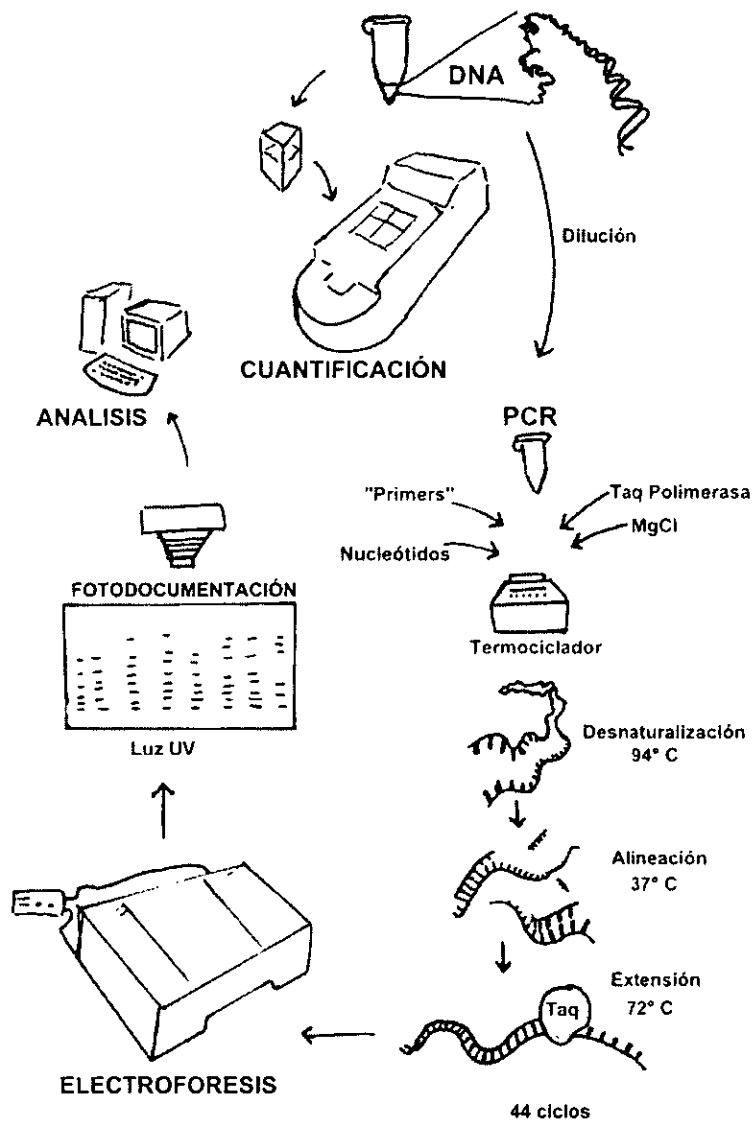 DNA
Dilución
CUANTIFICACIÓN
PCR
"Primers"
Taq Polimerasa
MgCl
Nucleótidos
Termociclador
Desnaturalización
94° C
Alineación
37° C
Extensión
72° C
Taq
44 ciclos
ELECTROFORESIS
Luz UV
FOTODOCUMENTACIÓN
ANALISIS